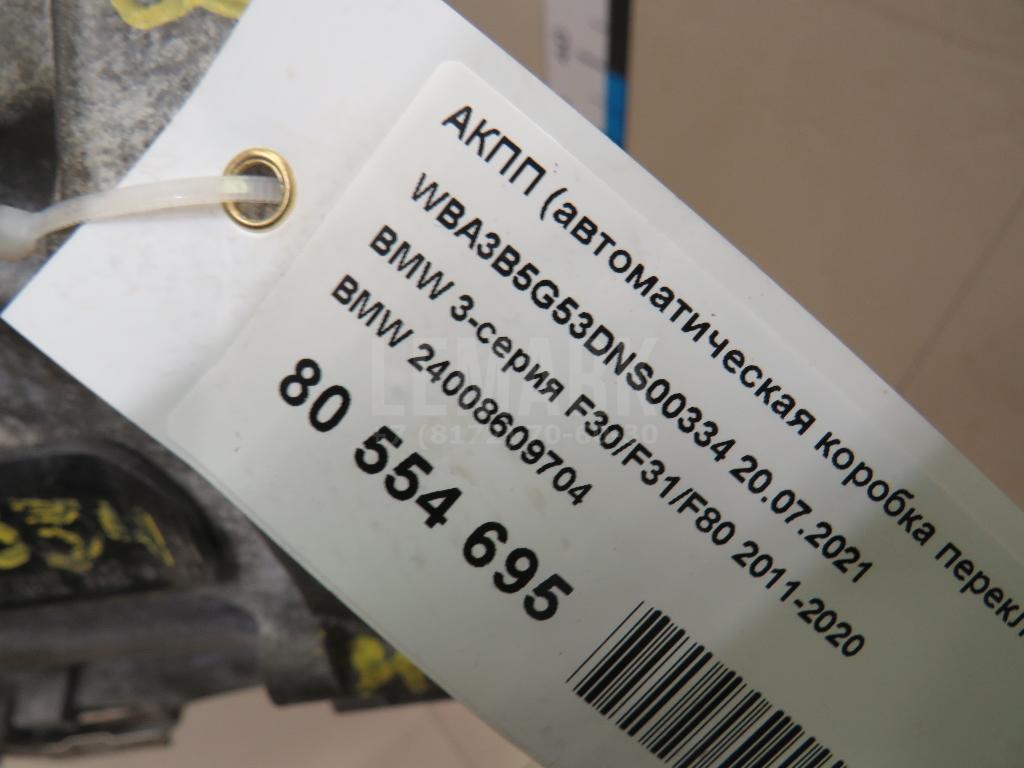 АКПП (автоматическая коробка
WBA3B5G53DNS00334 20.07.2021
BMW 3-серия F30/F31/F80 2011-2020
BMW 24008609704
80 554 695
LEMARK